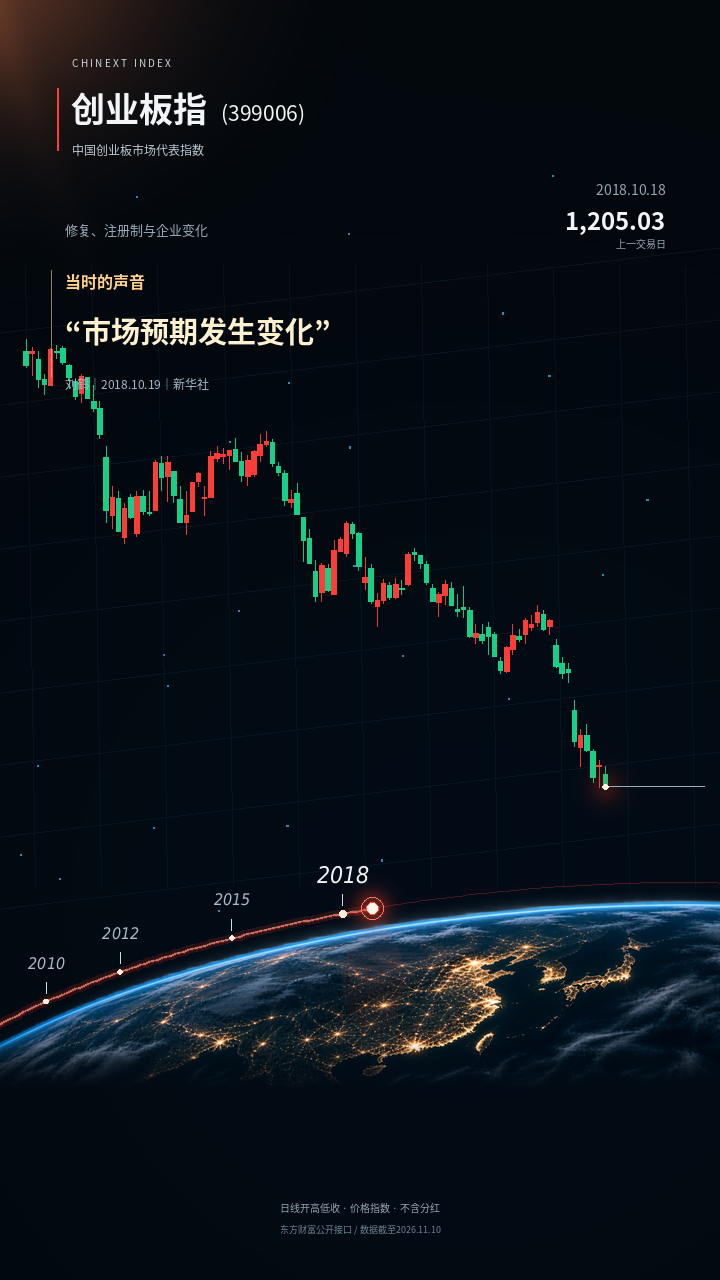 CHINEXT INDEX
创业板指 (399006)
中国创业板市场代表指数
2018.10.18
1,205.03
上一交易日
修复、注册制与企业变化
当时的声音
“市场预期发生变化”
刘鹤｜2018.10.19｜新华社
2018
2015
2012
2010
日线开高低收 · 价格指数 · 不含分红
东方财富公开接口 / 数据截至2026.11.10